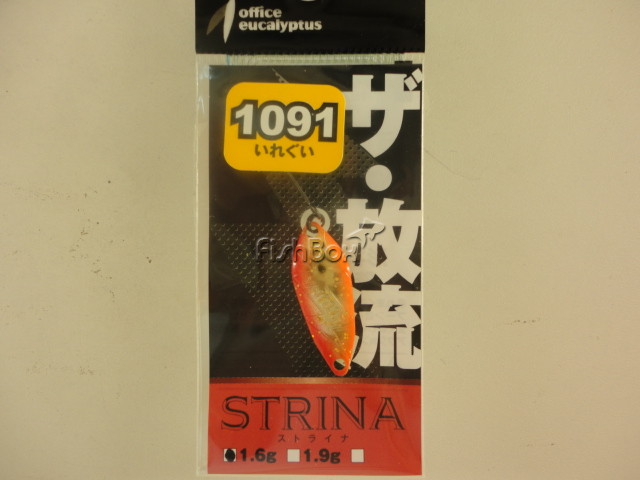 office
eucalyptus
1091
いれぐい
ザ・放流
FishBox
STRINA
ストライナ
1.6g 1.9g